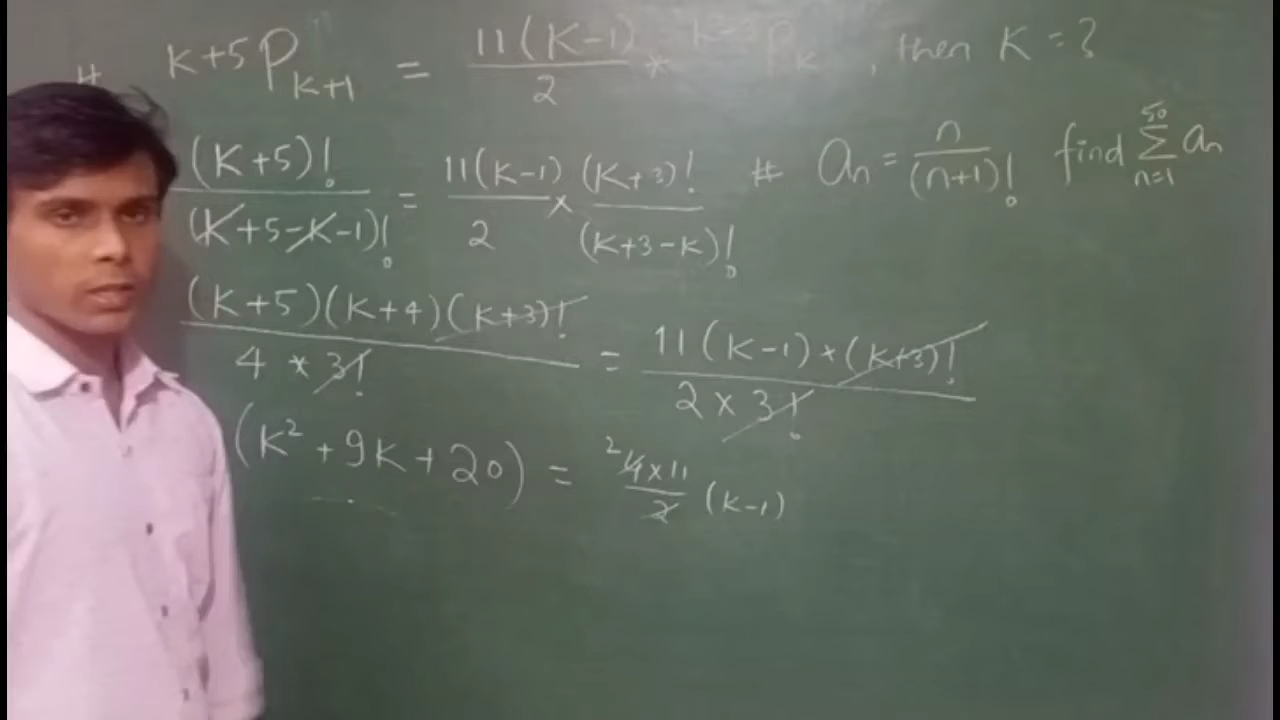 # K+5 P K+1 = 11(K-1)/2 * K+3 P K , then K = ?
(K+5)!/(K+5-K-1)! = 11(K-1)/2 × (K+3)!/(K+3-K)!
# an = n/(n+1)! find 50 Σ n=1 an
(K+5)(K+4)(K+3)!/4 * 3! = 11(K-1) * (K+3)!/2 × 3!
(K² + 9K + 20) = 2 4×11/2 (K-1)